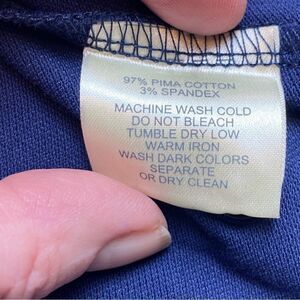 97% PIMA COTTON
3% SPANDEX
MACHINE WASH COLD
DO NOT BLEACH
TUMBLE DRY LOW
WARM IRON
WASH DARK COLORS
SEPARATE
OR DRY CLEAN